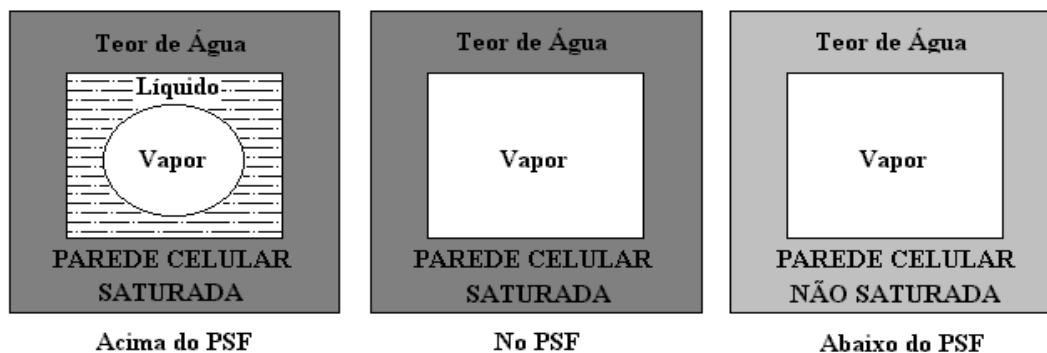 Teor de Água
Líquido
Vapor
PAREDE CELULAR
SATURADA
Acima do PSF
Teor de Água
Vapor
PAREDE CELULAR
SATURADA
No PSF
Teor de Água
Vapor
PAREDE CELULAR
NÃO SATURADA
Abaixo do PSF